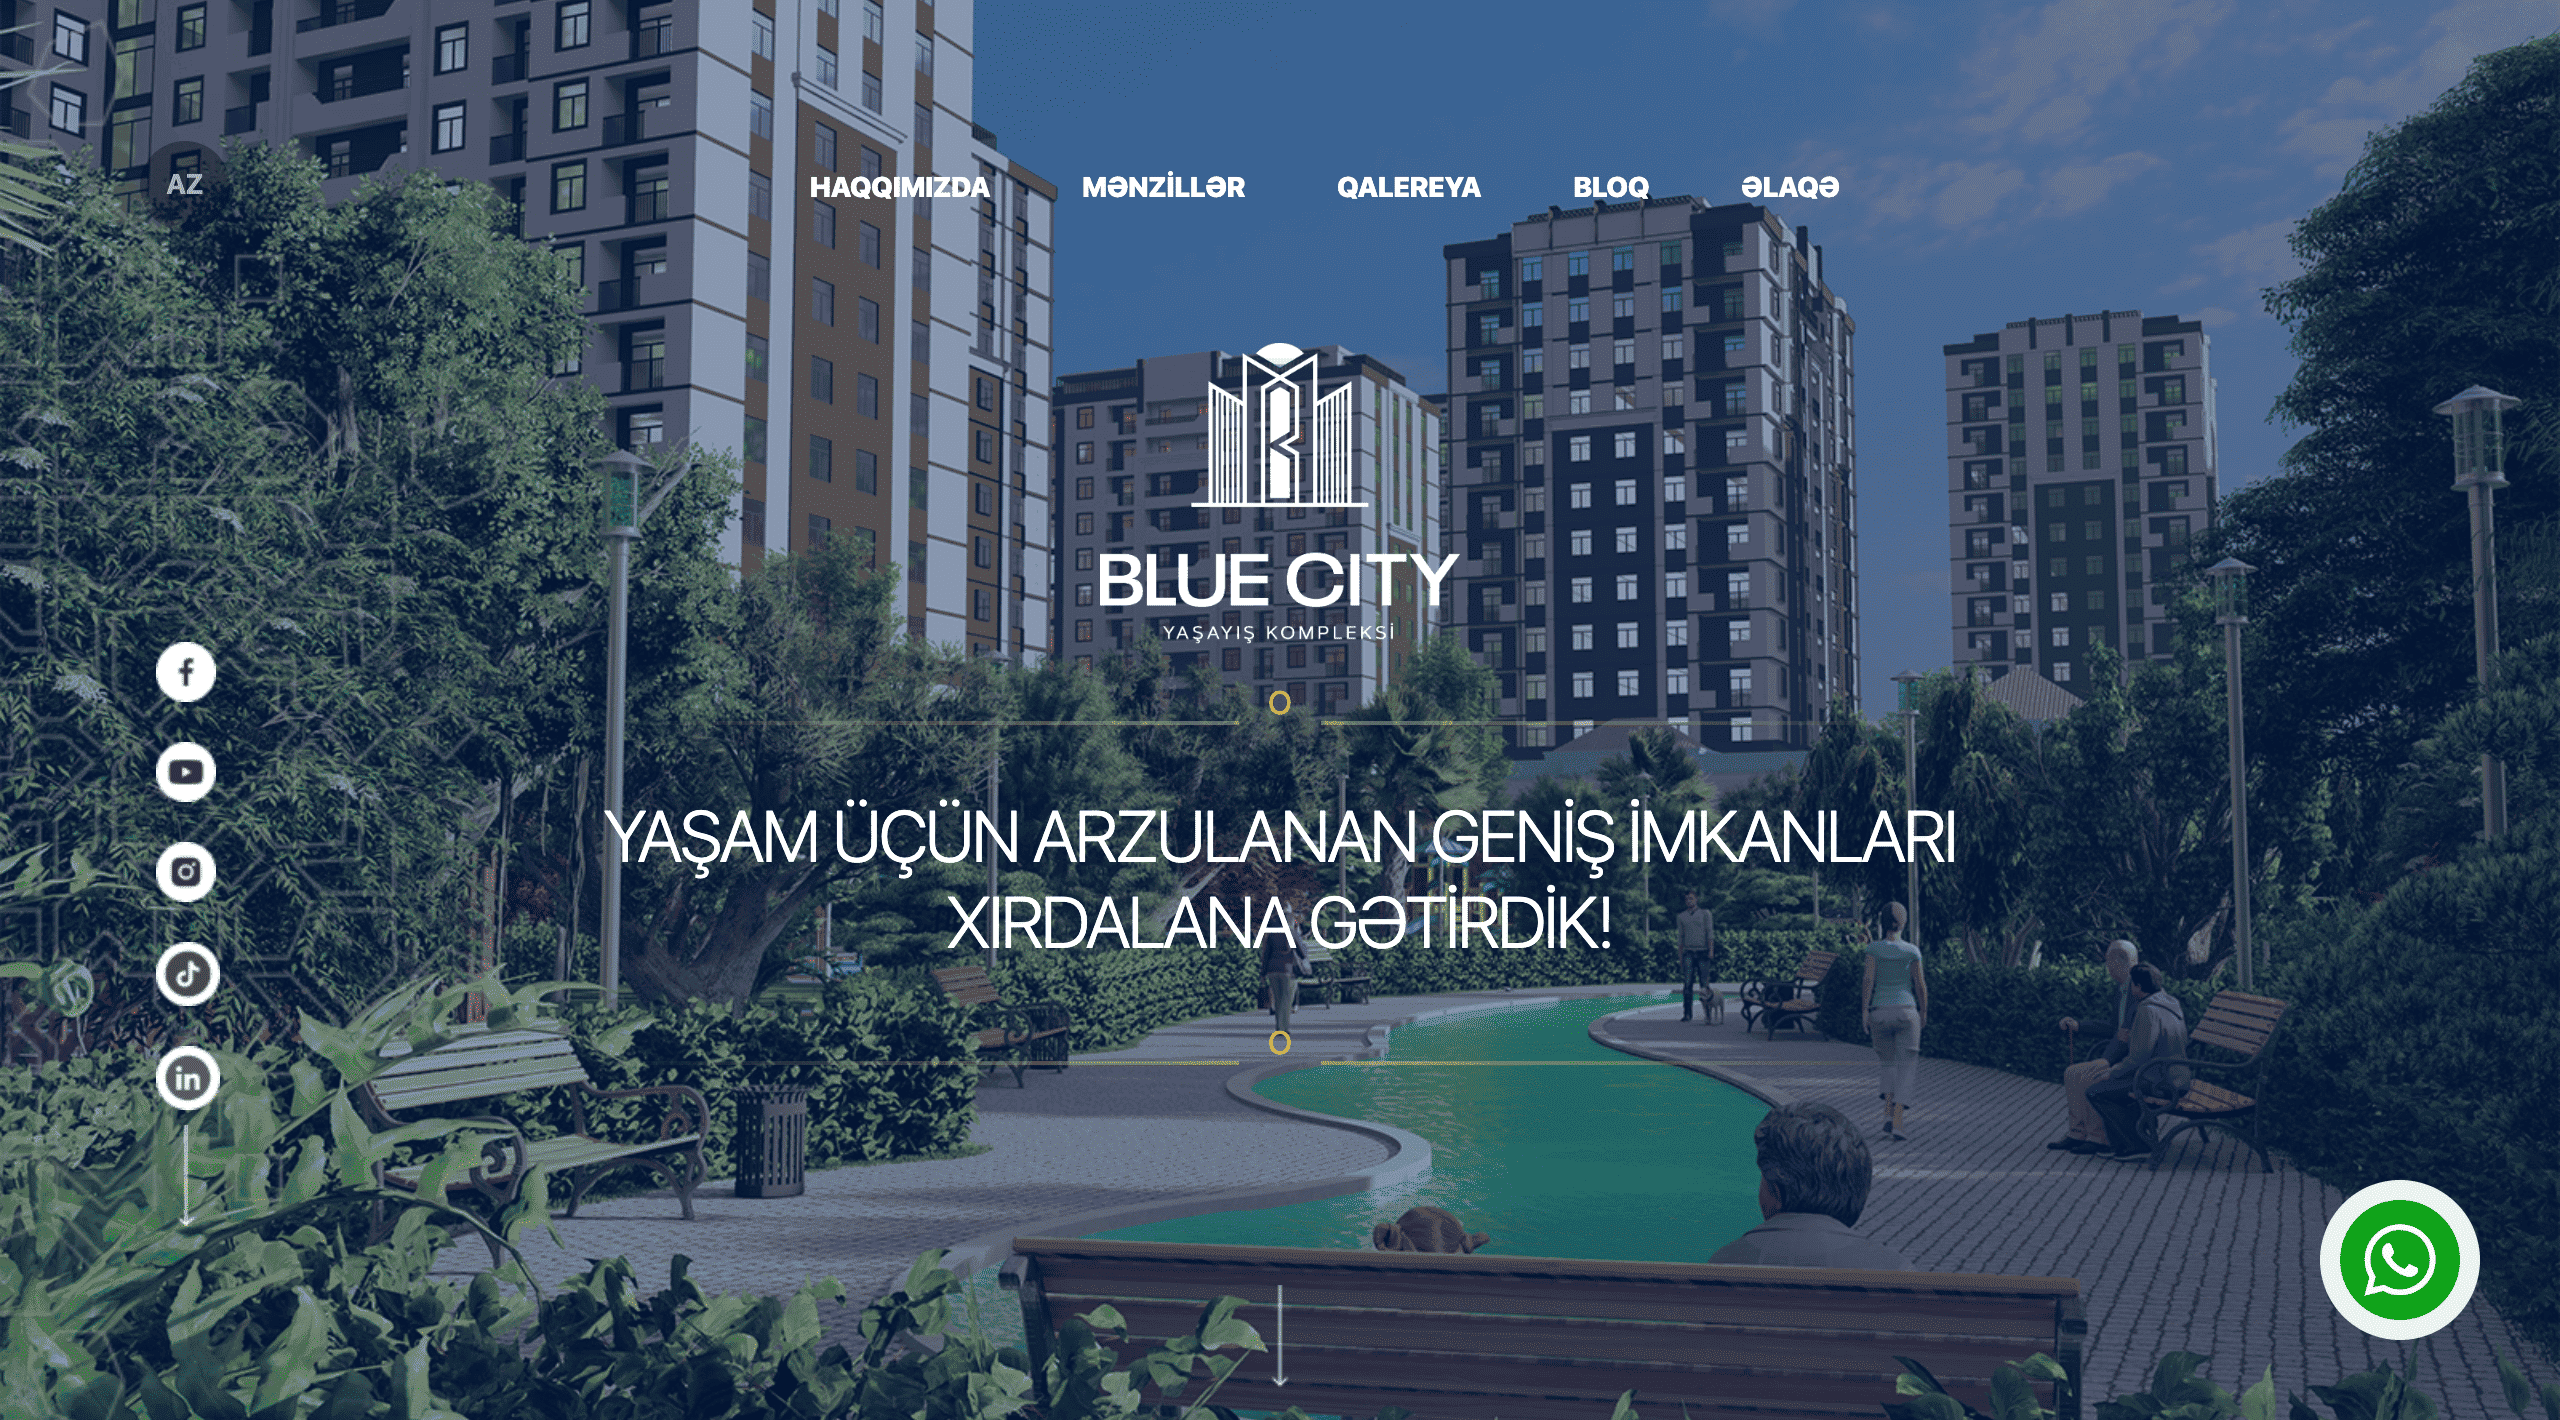 AZ
HAQQIMIZDA
MƏNZİLLƏR
QALEREYA
BLOQ
ƏLAQƏ
BLUE CITY
YAŞAYIŞ KOMPLEKSİ
YAŞAM ÜÇÜN ARZULANAN GENİŞ İMKANLARI
XIRDALANA GƏTİRDİK!